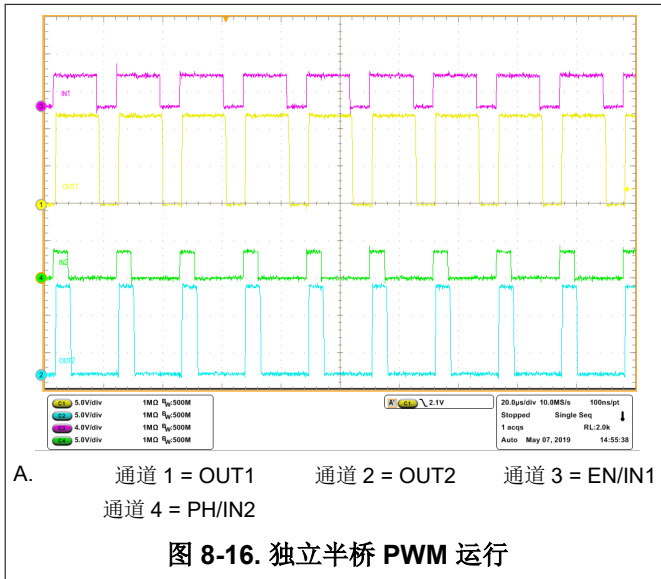 IN1
3
OUT1
1
IN2
4
OUT2
2
C1 5.0V/div 1MΩ BW:500M
C2 5.0V/div 1MΩ BW:500M
C3 4.0V/div 1MΩ BW:500M
C4 5.0V/div 1MΩ BW:500M
A' C1 2.1V
20.0µs/div 10.0MS/s 100ns/pt
Stopped Single Seq
1 acqs RL:2.0k
Auto May 07, 2019 14:55:38
A. 通道 1 = OUT1 通道 2 = OUT2 通道 3 = EN/IN1
通道 4 = PH/IN2
图 8-16. 独立半桥 PWM 运行